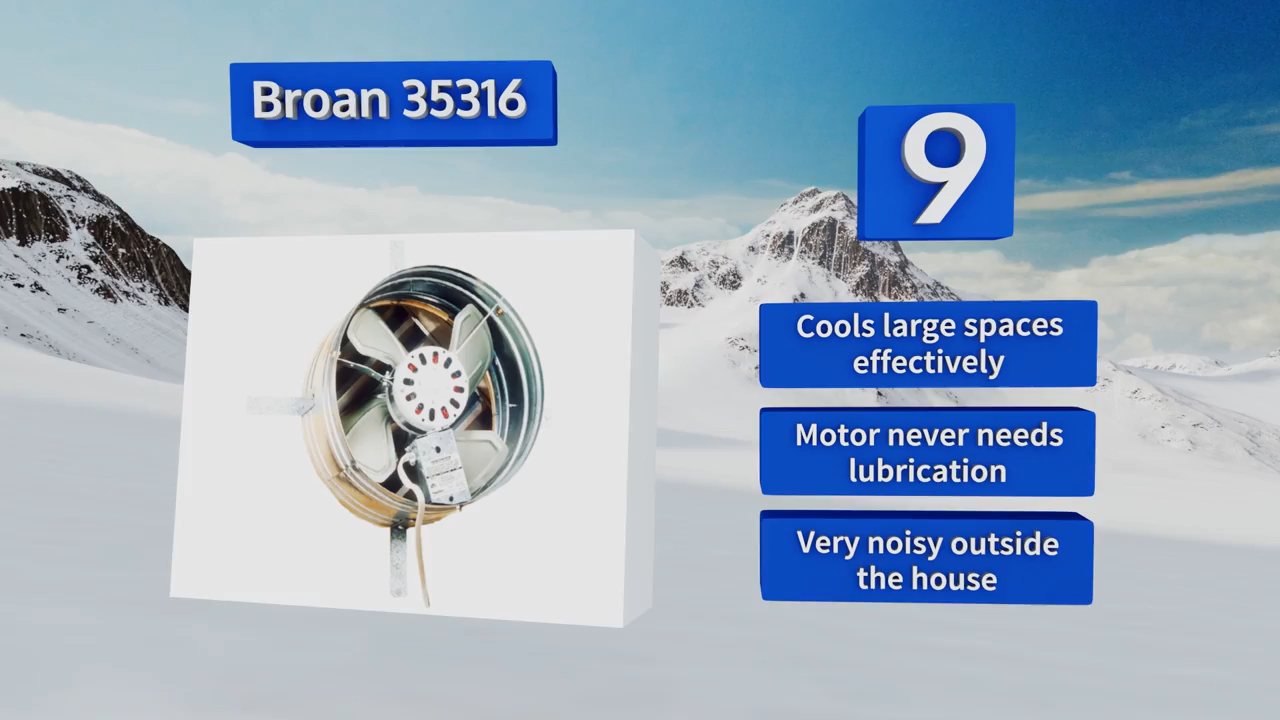 Broan 35316
9
Cools large spaces
effectively
Motor never needs
lubrication
Very noisy outside
the house